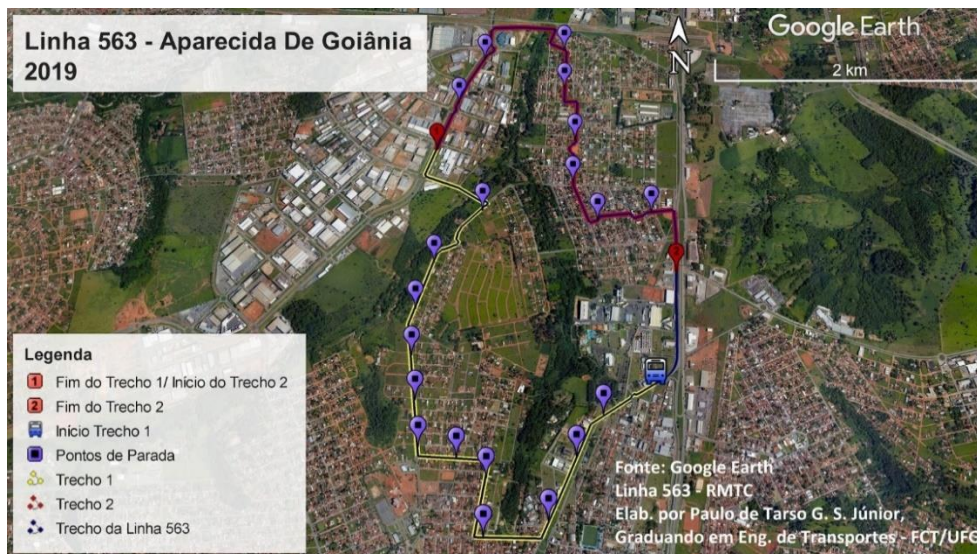 Linha 563 - Aparecida De Goiânia
2019
Google Earth
N
2 km
1
2
Legenda
1 Fim do Trecho 1/ Início do Trecho 2
2 Fim do Trecho 2
Início Trecho 1
Pontos de Parada
Trecho 1
Trecho 2
Trecho da Linha 563
Fonte: Google Earth
Linha 563 - RMTC
Elab. por Paulo de Tarso G. S. Júnior,
Graduando em Eng. de Transportes - FCT/UFG